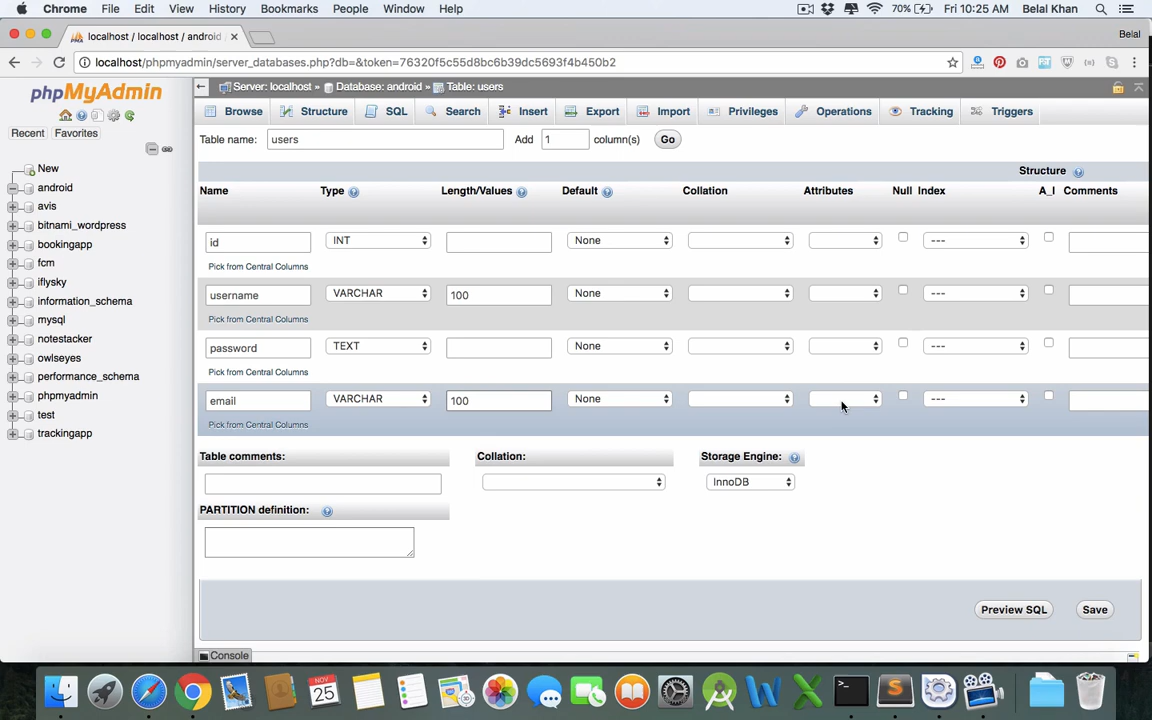 Chrome File Edit View History Bookmarks People Window Help 70% Fri 10:25 AM Belal Khan
localhost / localhost / android Belal
localhost/phpmyadmin/server_databases.php?db=&token=76320f5c55d8bc6b39dc5693f4b450b2
phpMyAdmin
Recent Favorites
New
android
avis
bitnami_wordpress
bookingapp
fcm
iflysky
information_schema
mysql
notestacker
owlseyes
performance_schema
phpmyadmin
test
trackingapp
Server: localhost » Database: android » Table: users
Browse Structure SQL Search Insert Export Import Privileges Operations Tracking Triggers
Table name: users Add 1 column(s) Go
Structure
Name Type Length/Values Default Collation Attributes Null Index A_I Comments
id INT None ---
Pick from Central Columns
username VARCHAR 100 None ---
Pick from Central Columns
password TEXT None ---
Pick from Central Columns
email VARCHAR 100 None ---
Pick from Central Columns
Table comments: Collation: Storage Engine:
InnoDB
PARTITION definition:
Preview SQL Save
Console
NOV
25